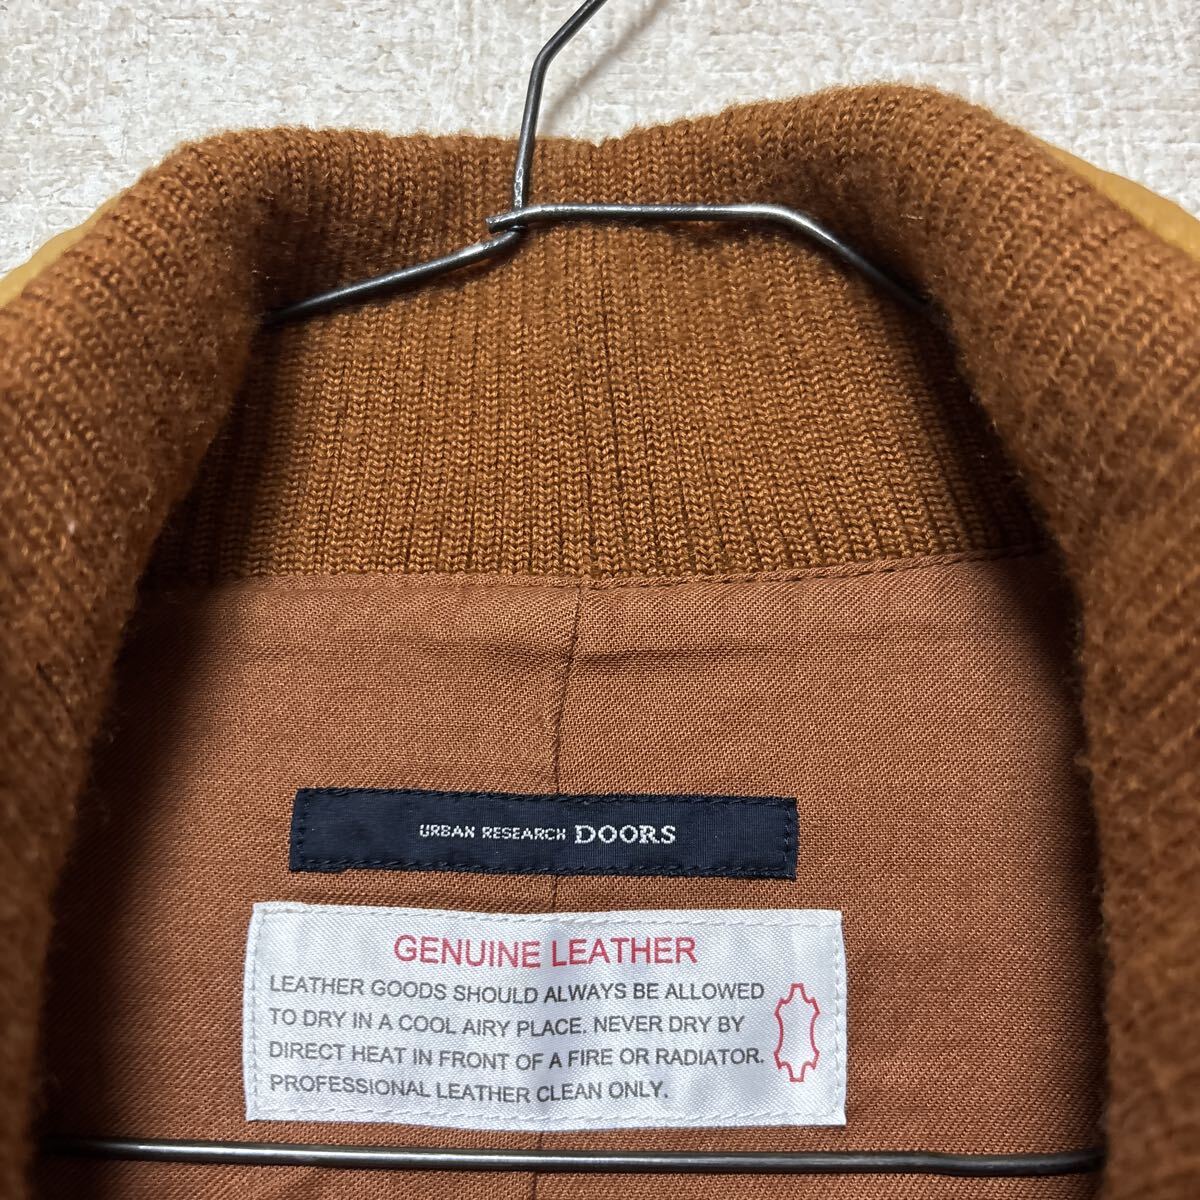 URBAN RESEARCH DOORS
GENUINE LEATHER
LEATHER GOODS SHOULD ALWAYS BE ALLOWED
TO DRY IN A COOL AIRY PLACE. NEVER DRY BY
DIRECT HEAT IN FRONT OF A FIRE OR RADIATOR.
PROFESSIONAL LEATHER CLEAN ONLY.